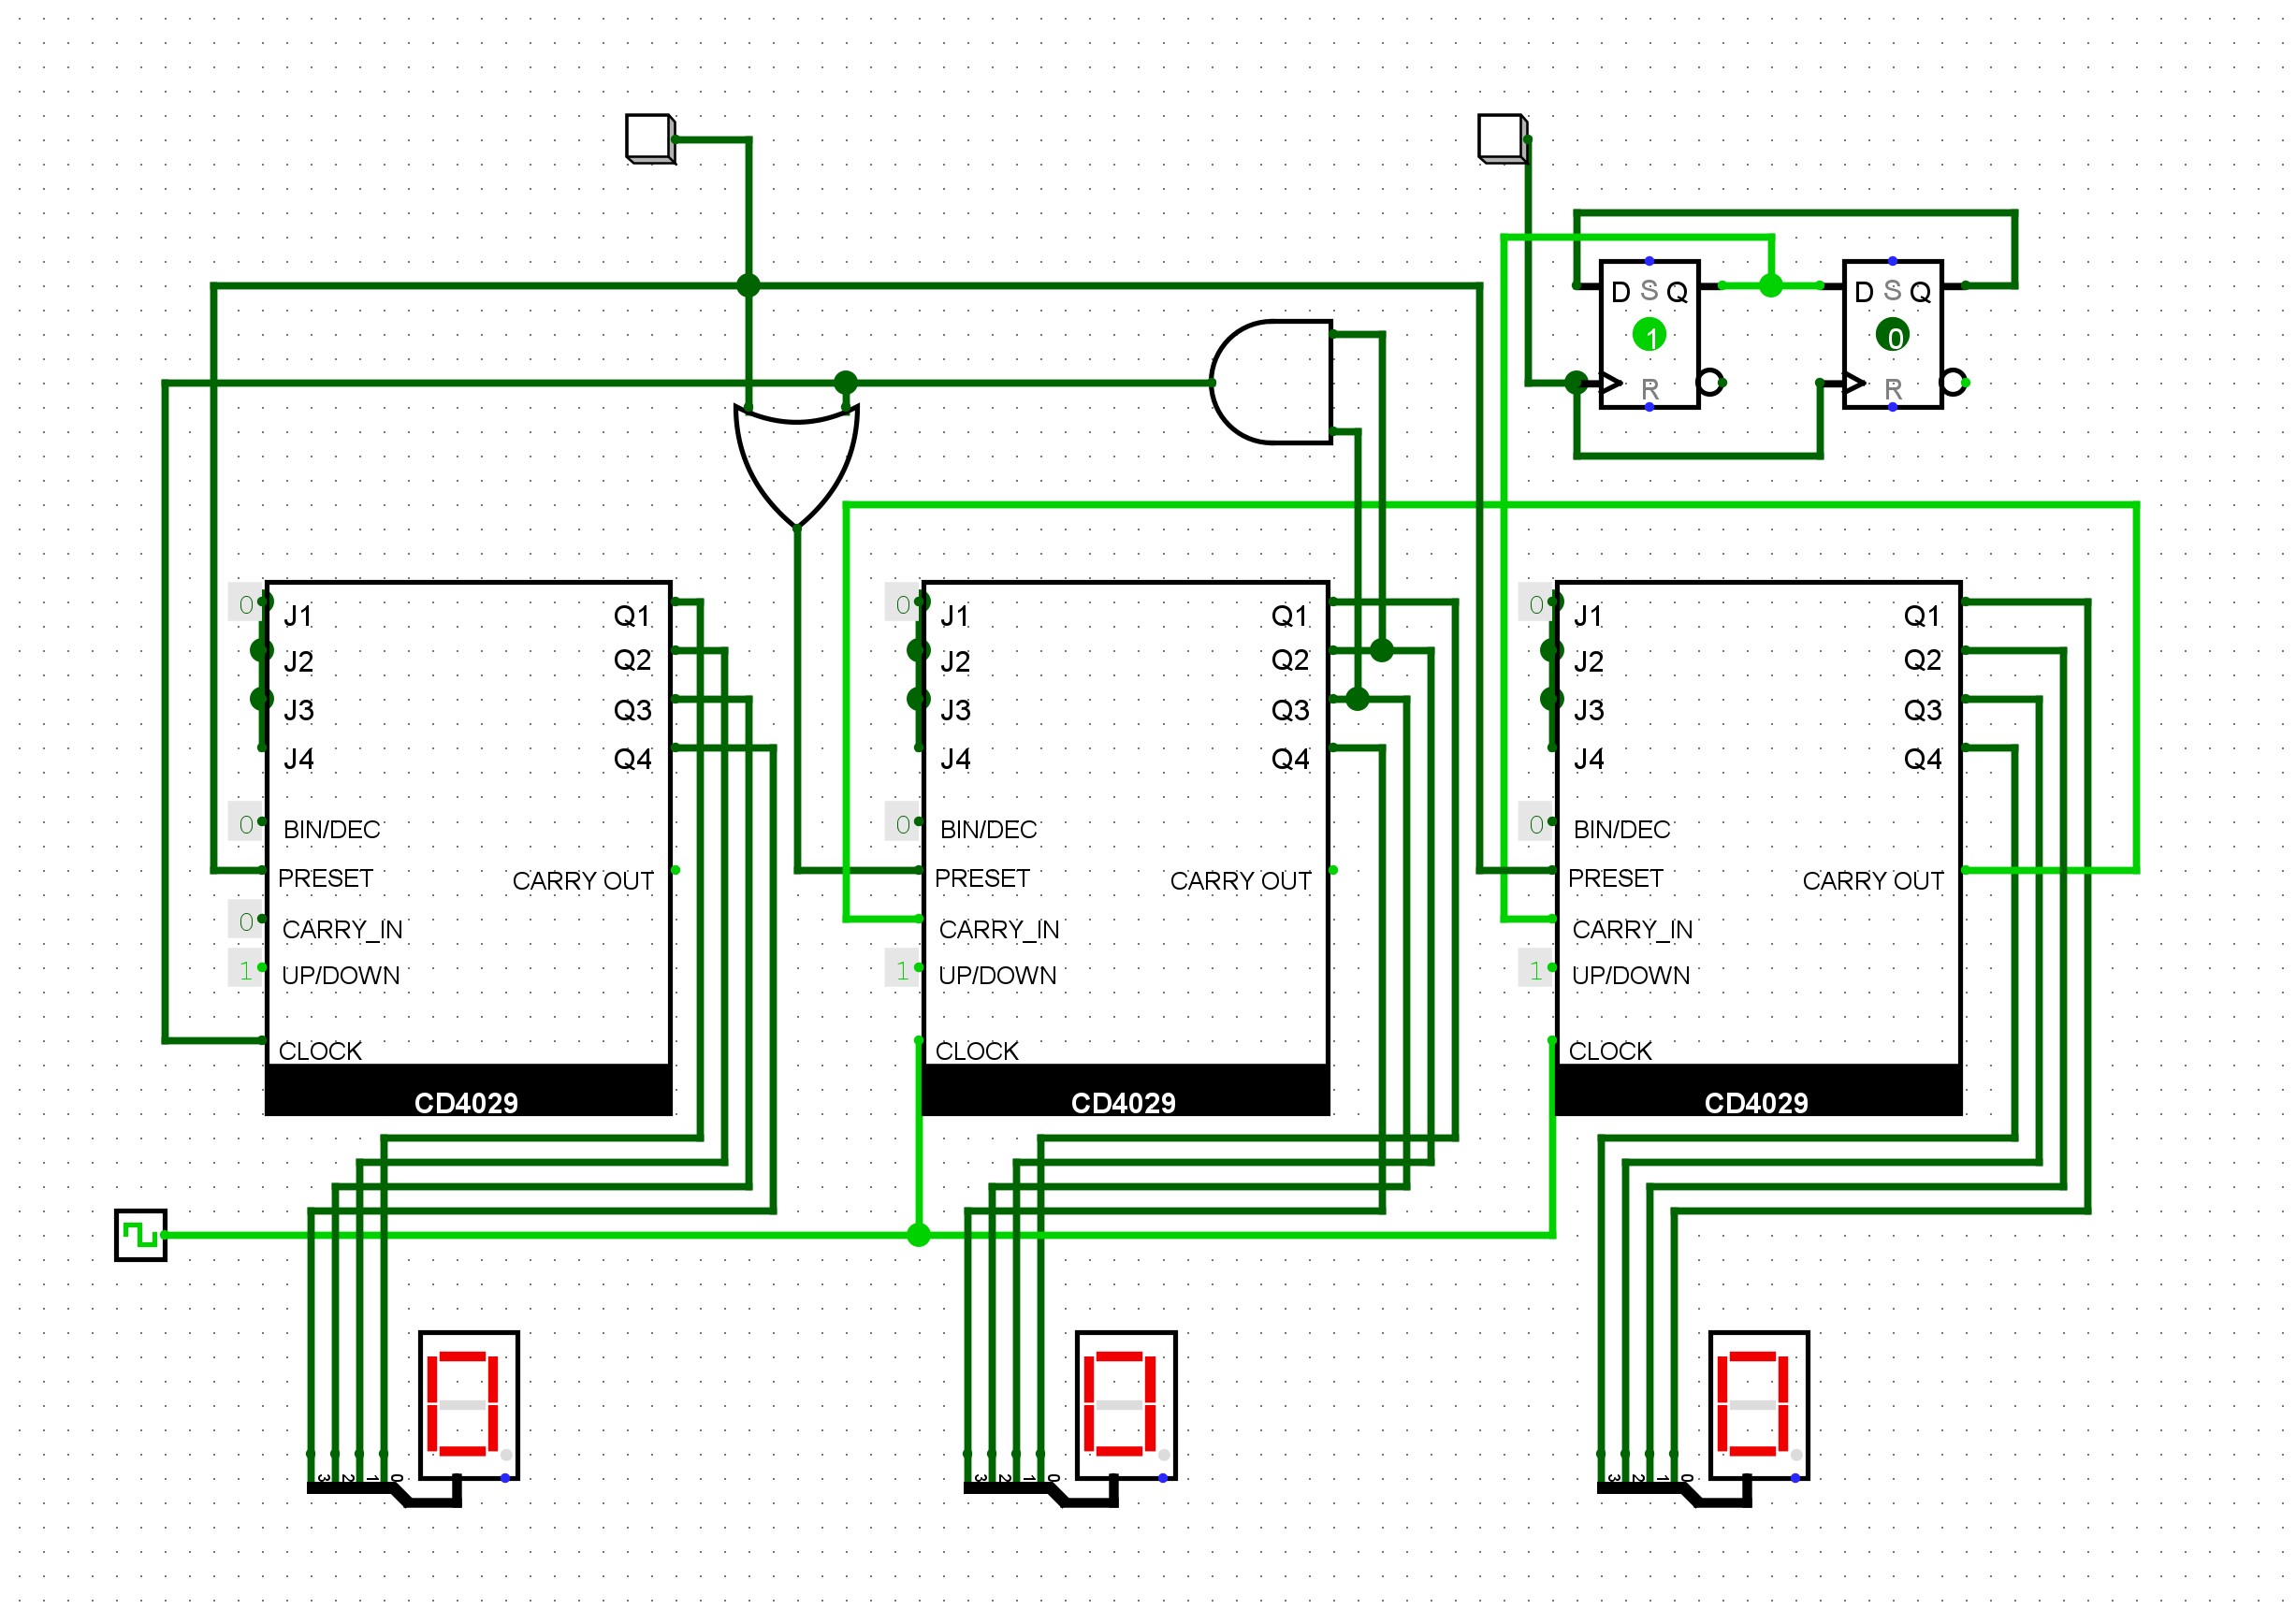 D S Q
1
R
D S Q
0
R
0 J1 Q1
J2 Q2
J3 Q3
J4 Q4
0 BIN/DEC
PRESET CARRY OUT
0 CARRY_IN
1 UP/DOWN
CLOCK
CD4029
0 J1 Q1
J2 Q2
J3 Q3
J4 Q4
0 BIN/DEC
PRESET CARRY OUT
CARRY_IN
1 UP/DOWN
CLOCK
CD4029
0 J1 Q1
J2 Q2
J3 Q3
J4 Q4
0 BIN/DEC
PRESET CARRY OUT
CARRY_IN
1 UP/DOWN
CLOCK
CD4029
0
3 2 1 0
0
3 2 1 0
0
3 2 1 0